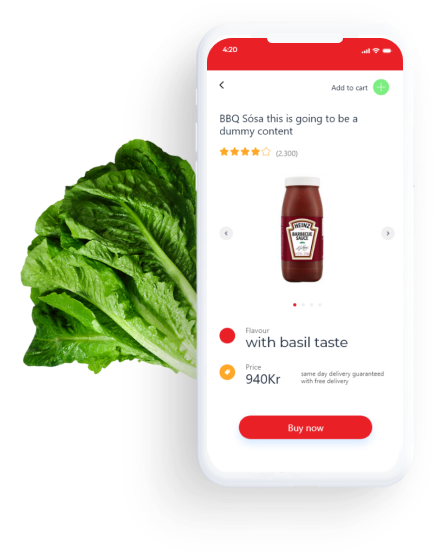 4:20
Add to cart
BBQ Sósa this is going to be a
dummy content
(2,300)
HEINZ
BARBECUE
SAUCE
Flavour
with basil taste
Price
940Kr
same day delivery guaranteed
with free delivery
Buy now